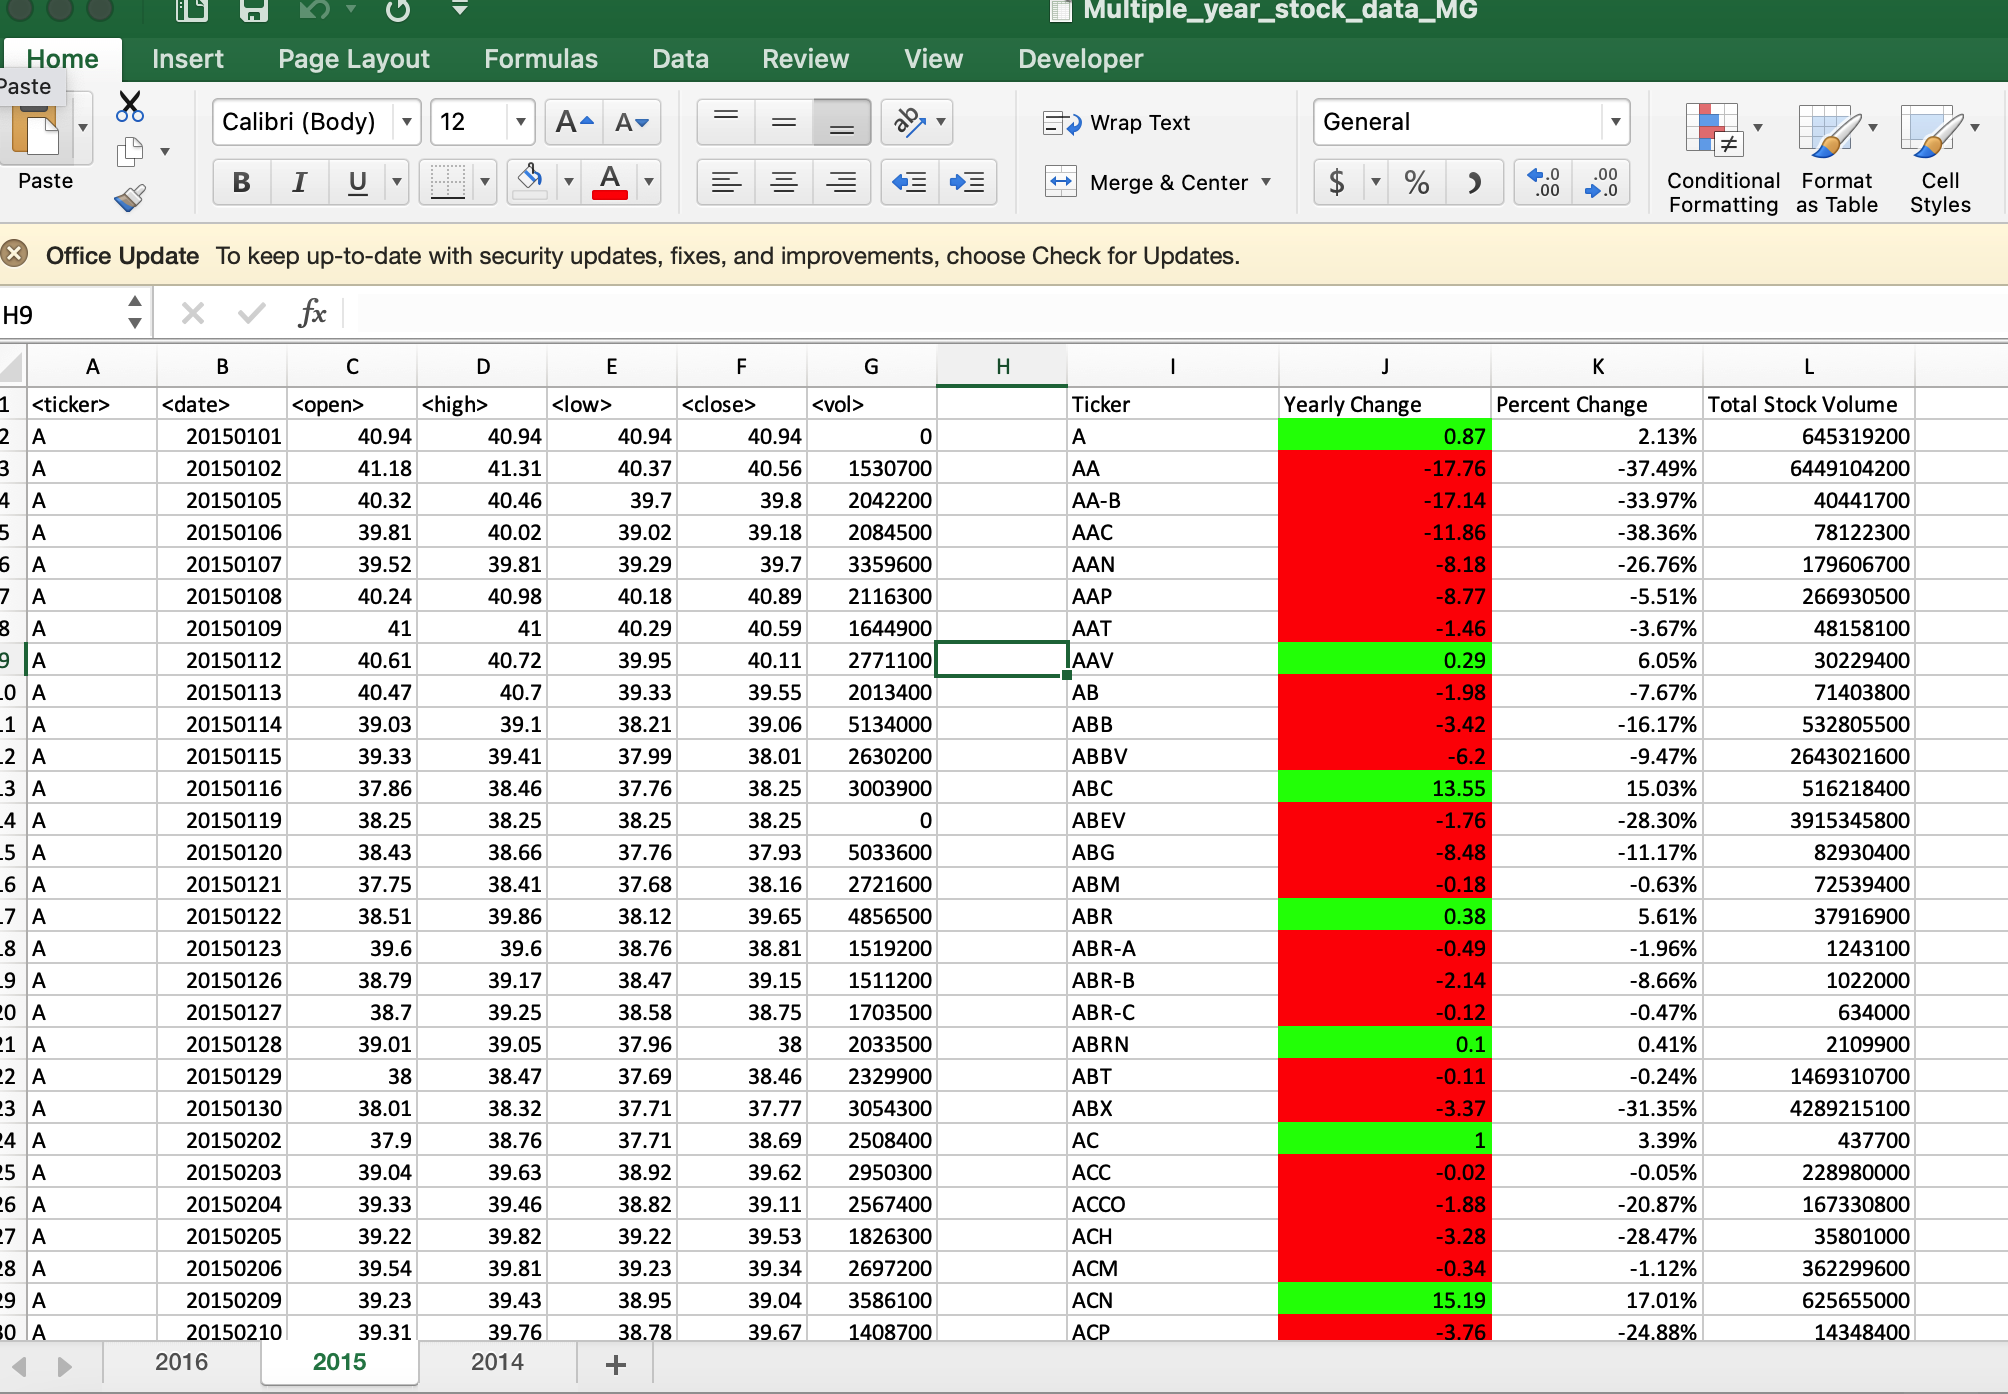 Multiple_year_stock_data_MG
Home Insert Page Layout Formulas Data Review View Developer
Paste
Calibri (Body) 12 A A Wrap Text General
Paste B I U A Merge & Center $ % .0 .00 .00 .0 Conditional Formatting Format as Table Cell Styles
Office Update To keep up-to-date with security updates, fixes, and improvements, choose Check for Updates.
H9 fx
A B C D E F G H I J K L
1 <ticker> <date> <open> <high> <low> <close> <vol> Ticker Yearly Change Percent Change Total Stock Volume
2 A 20150101 40.94 40.94 40.94 40.94 0 A 0.87 2.13% 645319200
3 A 20150102 41.18 41.31 40.37 40.56 1530700 AA -17.76 -37.49% 6449104200
4 A 20150105 40.32 40.46 39.7 39.8 2042200 AA-B -17.14 -33.97% 40441700
5 A 20150106 39.81 40.02 39.02 39.18 2084500 AAC -11.86 -38.36% 78122300
6 A 20150107 39.52 39.81 39.29 39.7 3359600 AAN -8.18 -26.76% 179606700
7 A 20150108 40.24 40.98 40.18 40.89 2116300 AAP -8.77 -5.51% 266930500
8 A 20150109 41 41 40.29 40.59 1644900 AAT -1.46 -3.67% 48158100
9 A 20150112 40.61 40.72 39.95 40.11 2771100 AAV 0.29 6.05% 30229400
0 A 20150113 40.47 40.7 39.33 39.55 2013400 AB -1.98 -7.67% 71403800
1 A 20150114 39.03 39.1 38.21 39.06 5134000 ABB -3.42 -16.17% 532805500
2 A 20150115 39.33 39.41 37.99 38.01 2630200 ABBV -6.2 -9.47% 2643021600
3 A 20150116 37.86 38.46 37.76 38.25 3003900 ABC 13.55 15.03% 516218400
4 A 20150119 38.25 38.25 38.25 38.25 0 ABEV -1.76 -28.30% 3915345800
5 A 20150120 38.43 38.66 37.76 37.93 5033600 ABG -8.48 -11.17% 82930400
6 A 20150121 37.75 38.41 37.68 38.16 2721600 ABM -0.18 -0.63% 72539400
7 A 20150122 38.51 39.86 38.12 39.65 4856500 ABR 0.38 5.61% 37916900
8 A 20150123 39.6 39.6 38.76 38.81 1519200 ABR-A -0.49 -1.96% 1243100
9 A 20150126 38.79 39.17 38.47 39.15 1511200 ABR-B -2.14 -8.66% 1022000
20 A 20150127 38.7 39.25 38.58 38.75 1703500 ABR-C -0.12 -0.47% 634000
21 A 20150128 39.01 39.05 37.96 38 2033500 ABRN 0.1 0.41% 2109900
22 A 20150129 38 38.47 37.69 38.46 2329900 ABT -0.11 -0.24% 1469310700
23 A 20150130 38.01 38.32 37.71 37.77 3054300 ABX -3.37 -31.35% 4289215100
24 A 20150202 37.9 38.76 37.71 38.69 2508400 AC 1 3.39% 437700
25 A 20150203 39.04 39.63 38.92 39.62 2950300 ACC -0.02 -0.05% 228980000
26 A 20150204 39.33 39.46 38.82 39.11 2567400 ACCO -1.88 -20.87% 167330800
27 A 20150205 39.22 39.82 39.22 39.53 1826300 ACH -3.28 -28.47% 35801000
28 A 20150206 39.54 39.81 39.23 39.34 2697200 ACM -0.34 -1.12% 362299600
29 A 20150209 39.23 39.43 38.95 39.04 3586100 ACN 15.19 17.01% 625655000
30 A 20150210 39.31 39.76 38.78 39.67 1408700 ACP -3.76 -24.88% 14348400
2016 2015 2014 +